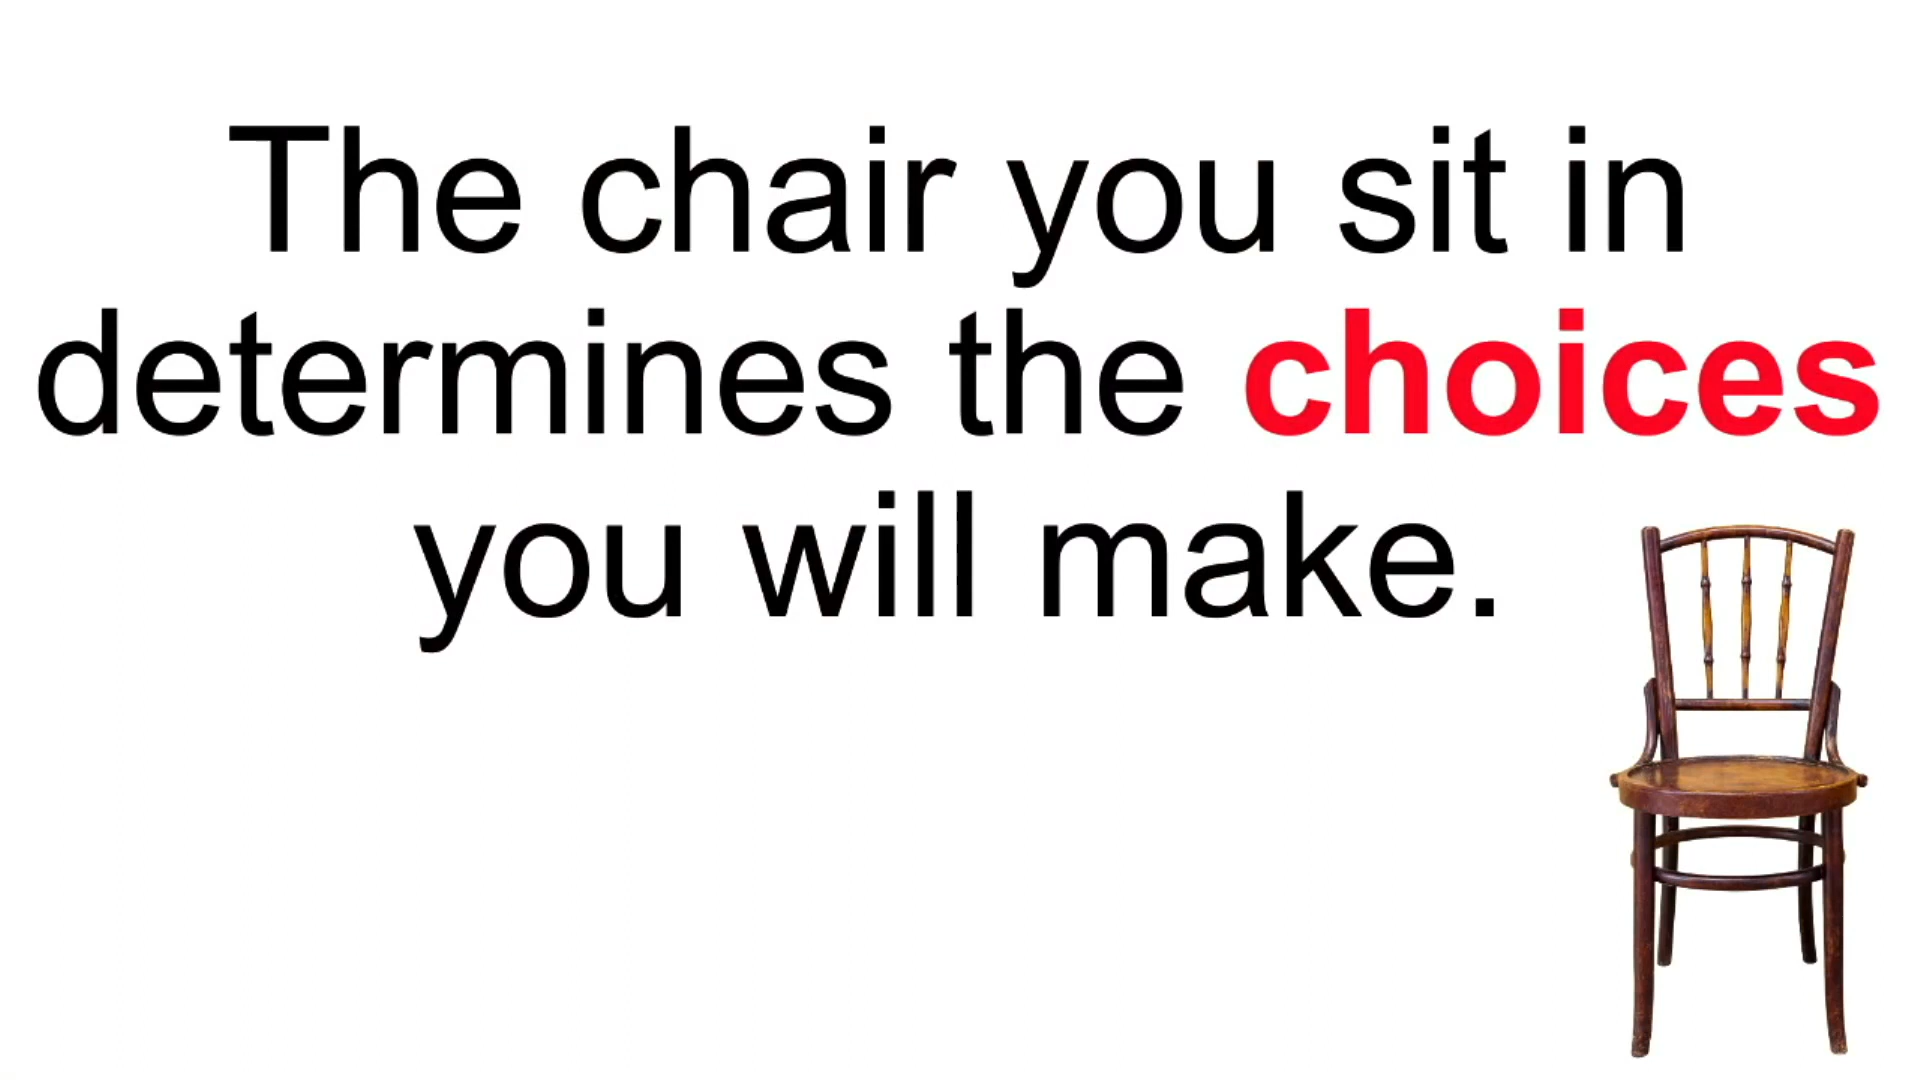 The chair you sit in
determines the choices
you will make.